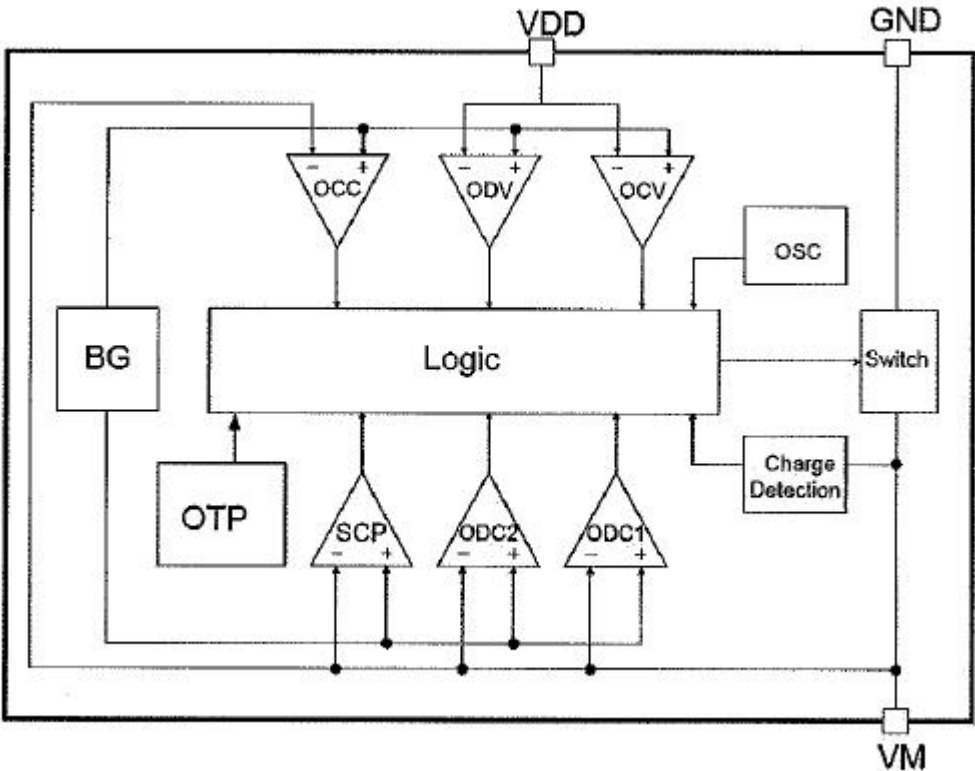 VDD
GND
- + - + - +
OCC ODV OCV
OSC
BG
Logic
Switch
Charge
Detection
OTP
SCP ODC2 ODC1
- + - + - +
VM